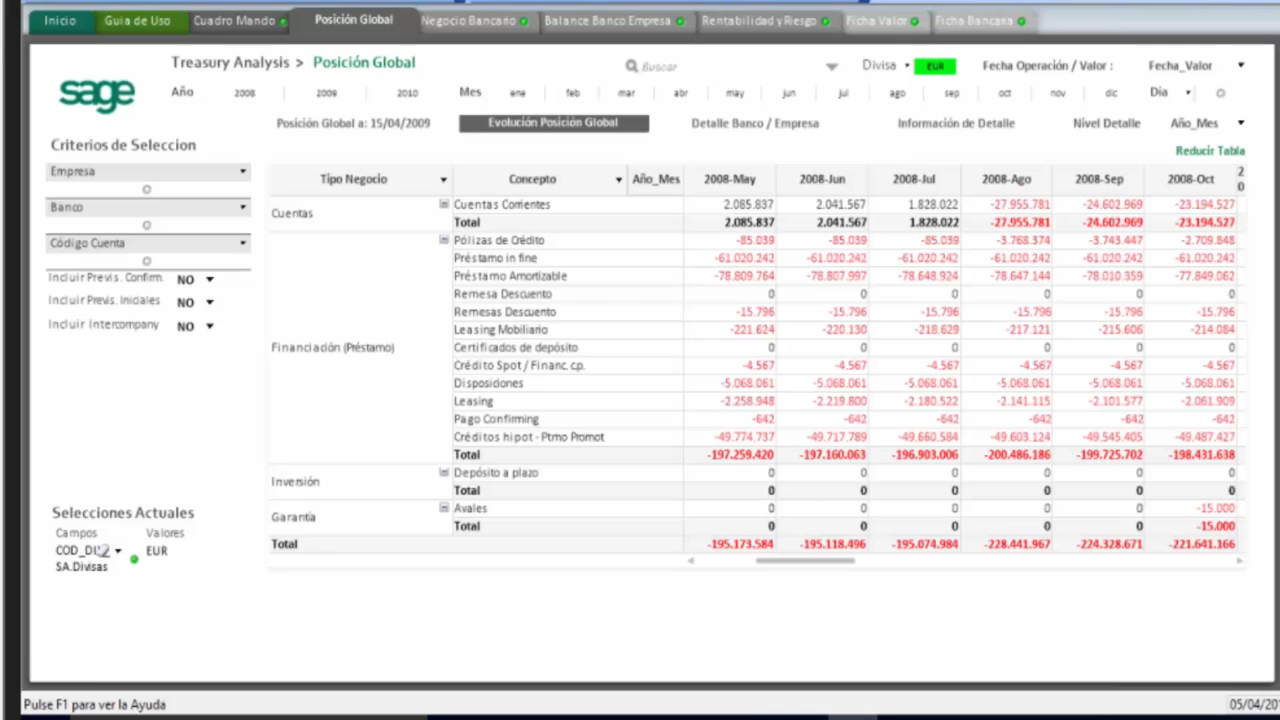 Inicio Guia de Uso Cuadro Mando Posición Global Negocio Bancario Balance Banco Empresa Rentabilidad y Riesgo Ficha Valor Ficha Bancaria
Treasury Analysis > Posición Global Buscar Divisa EUR Fecha Operación / Valor : Fecha_Valor
sage
Año 2008 2009 2010 Mes ene feb mar abr may jun jul ago sep oct nov dic Día
Posición Global a: 15/04/2009 Evolución Posición Global Detalle Banco / Empresa Información de Detalle Nivel Detalle Año_Mes
Criterios de Seleccion
Reducir Tabla
Empresa
Banco
Código Cuenta
Incluir Previs. Confirm. NO
Incluir Previs. Iniciales NO
Incluir Intercompany NO
Tipo Negocio Concepto Año_Mes 2008-May 2008-Jun 2008-Jul 2008-Ago 2008-Sep 2008-Oct 2 0
Cuentas
Cuentas Corrientes 2.085.837 2.041.567 1.828.022 -27.955.781 -24.602.969 -23.194.527
Total 2.085.837 2.041.567 1.828.022 -27.955.781 -24.602.969 -23.194.527
Financiación (Préstamo)
Pólizas de Crédito -85.039 -85.039 -85.039 -3.768.374 -3.743.447 -2.709.848
Préstamo in fine -61.020.242 -61.020.242 -61.020.242 -61.020.242 -61.020.242 -61.020.242
Préstamo Amortizable -78.809.764 -78.807.997 -78.648.924 -78.647.144 -78.010.359 -77.849.062
Remesa Descuento 0 0 0 0 0 0
Remesas Descuento -15.796 -15.796 -15.796 -15.796 -15.796 -15.796
Leasing Mobiliario -221.624 -220.130 -218.629 -217.121 -215.606 -214.084
Certificados de depósito 0 0 0 0 0 0
Crédito Spot / Financ.c.p. -4.567 -4.567 -4.567 -4.567 -4.567 -4.567
Disposiciones -5.068.061 -5.068.061 -5.068.061 -5.068.061 -5.068.061 -5.068.061
Leasing -2.258.948 -2.219.800 -2.180.522 -2.141.115 -2.101.577 -2.061.909
Pago Confirming -642 -642 -642 -642 -642 -642
Créditos hipot - Ptmo Promot -49.774.737 -49.717.789 -49.660.584 -49.603.124 -49.545.405 -49.487.427
Total -197.259.420 -197.160.063 -196.903.006 -200.486.186 -199.725.702 -198.431.638
Inversión
Depósito a plazo 0 0 0 0 0 0
Total 0 0 0 0 0 0
Garantía
Avales 0 0 0 0 0 -15.000
Total 0 0 0 0 0 -15.000
Total -195.173.584 -195.118.496 -195.074.984 -228.441.967 -224.328.671 -221.641.166
Selecciones Actuales
Campos Valores
EUR
SA.Divisas
Pulse F1 para ver la Ayuda
05/04/20